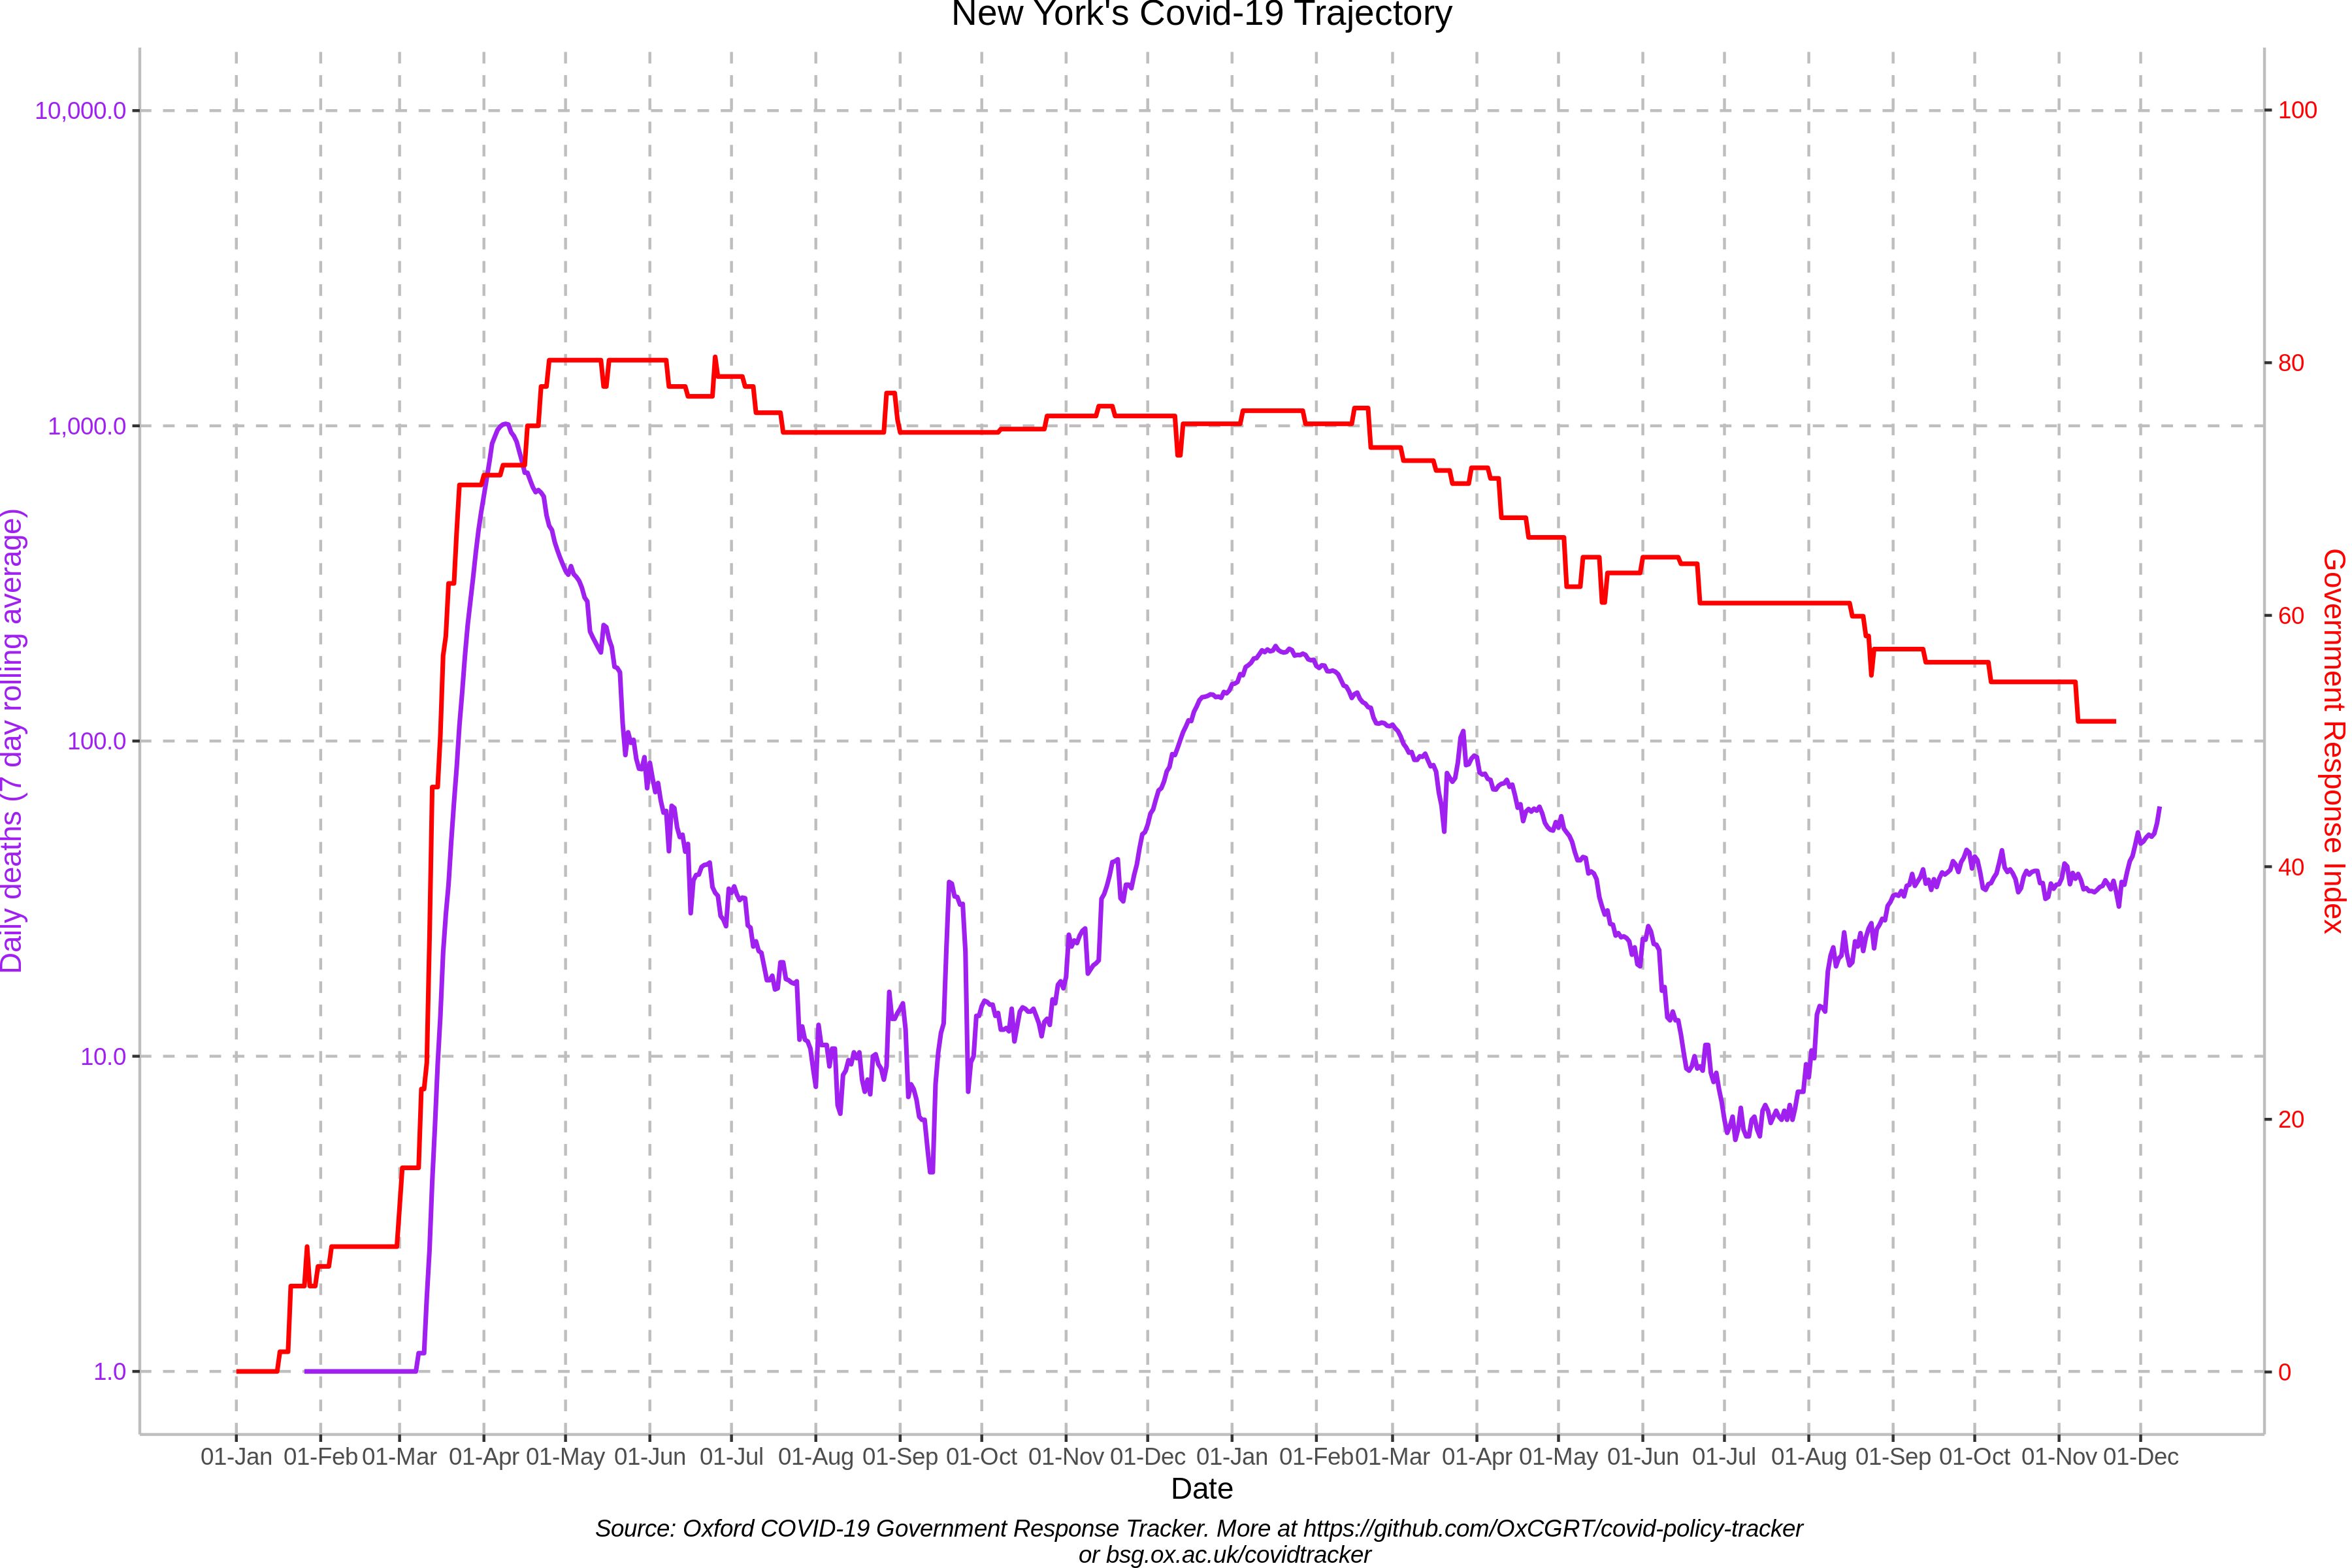 New York's Covid-19 Trajectory
10,000.0
1,000.0
100.0
10.0
1.0
Daily deaths (7 day rolling average)
100
80
60
40
20
0
Government Response Index
01-Jan 01-Feb 01-Mar 01-Apr 01-May 01-Jun 01-Jul 01-Aug 01-Sep 01-Oct 01-Nov 01-Dec 01-Jan 01-Feb 01-Mar 01-Apr 01-May 01-Jun 01-Jul 01-Aug 01-Sep 01-Oct 01-Nov 01-Dec
Date
Source: Oxford COVID-19 Government Response Tracker. More at https://github.com/OxCGRT/covid-policy-tracker
or bsg.ox.ac.uk/covidtracker